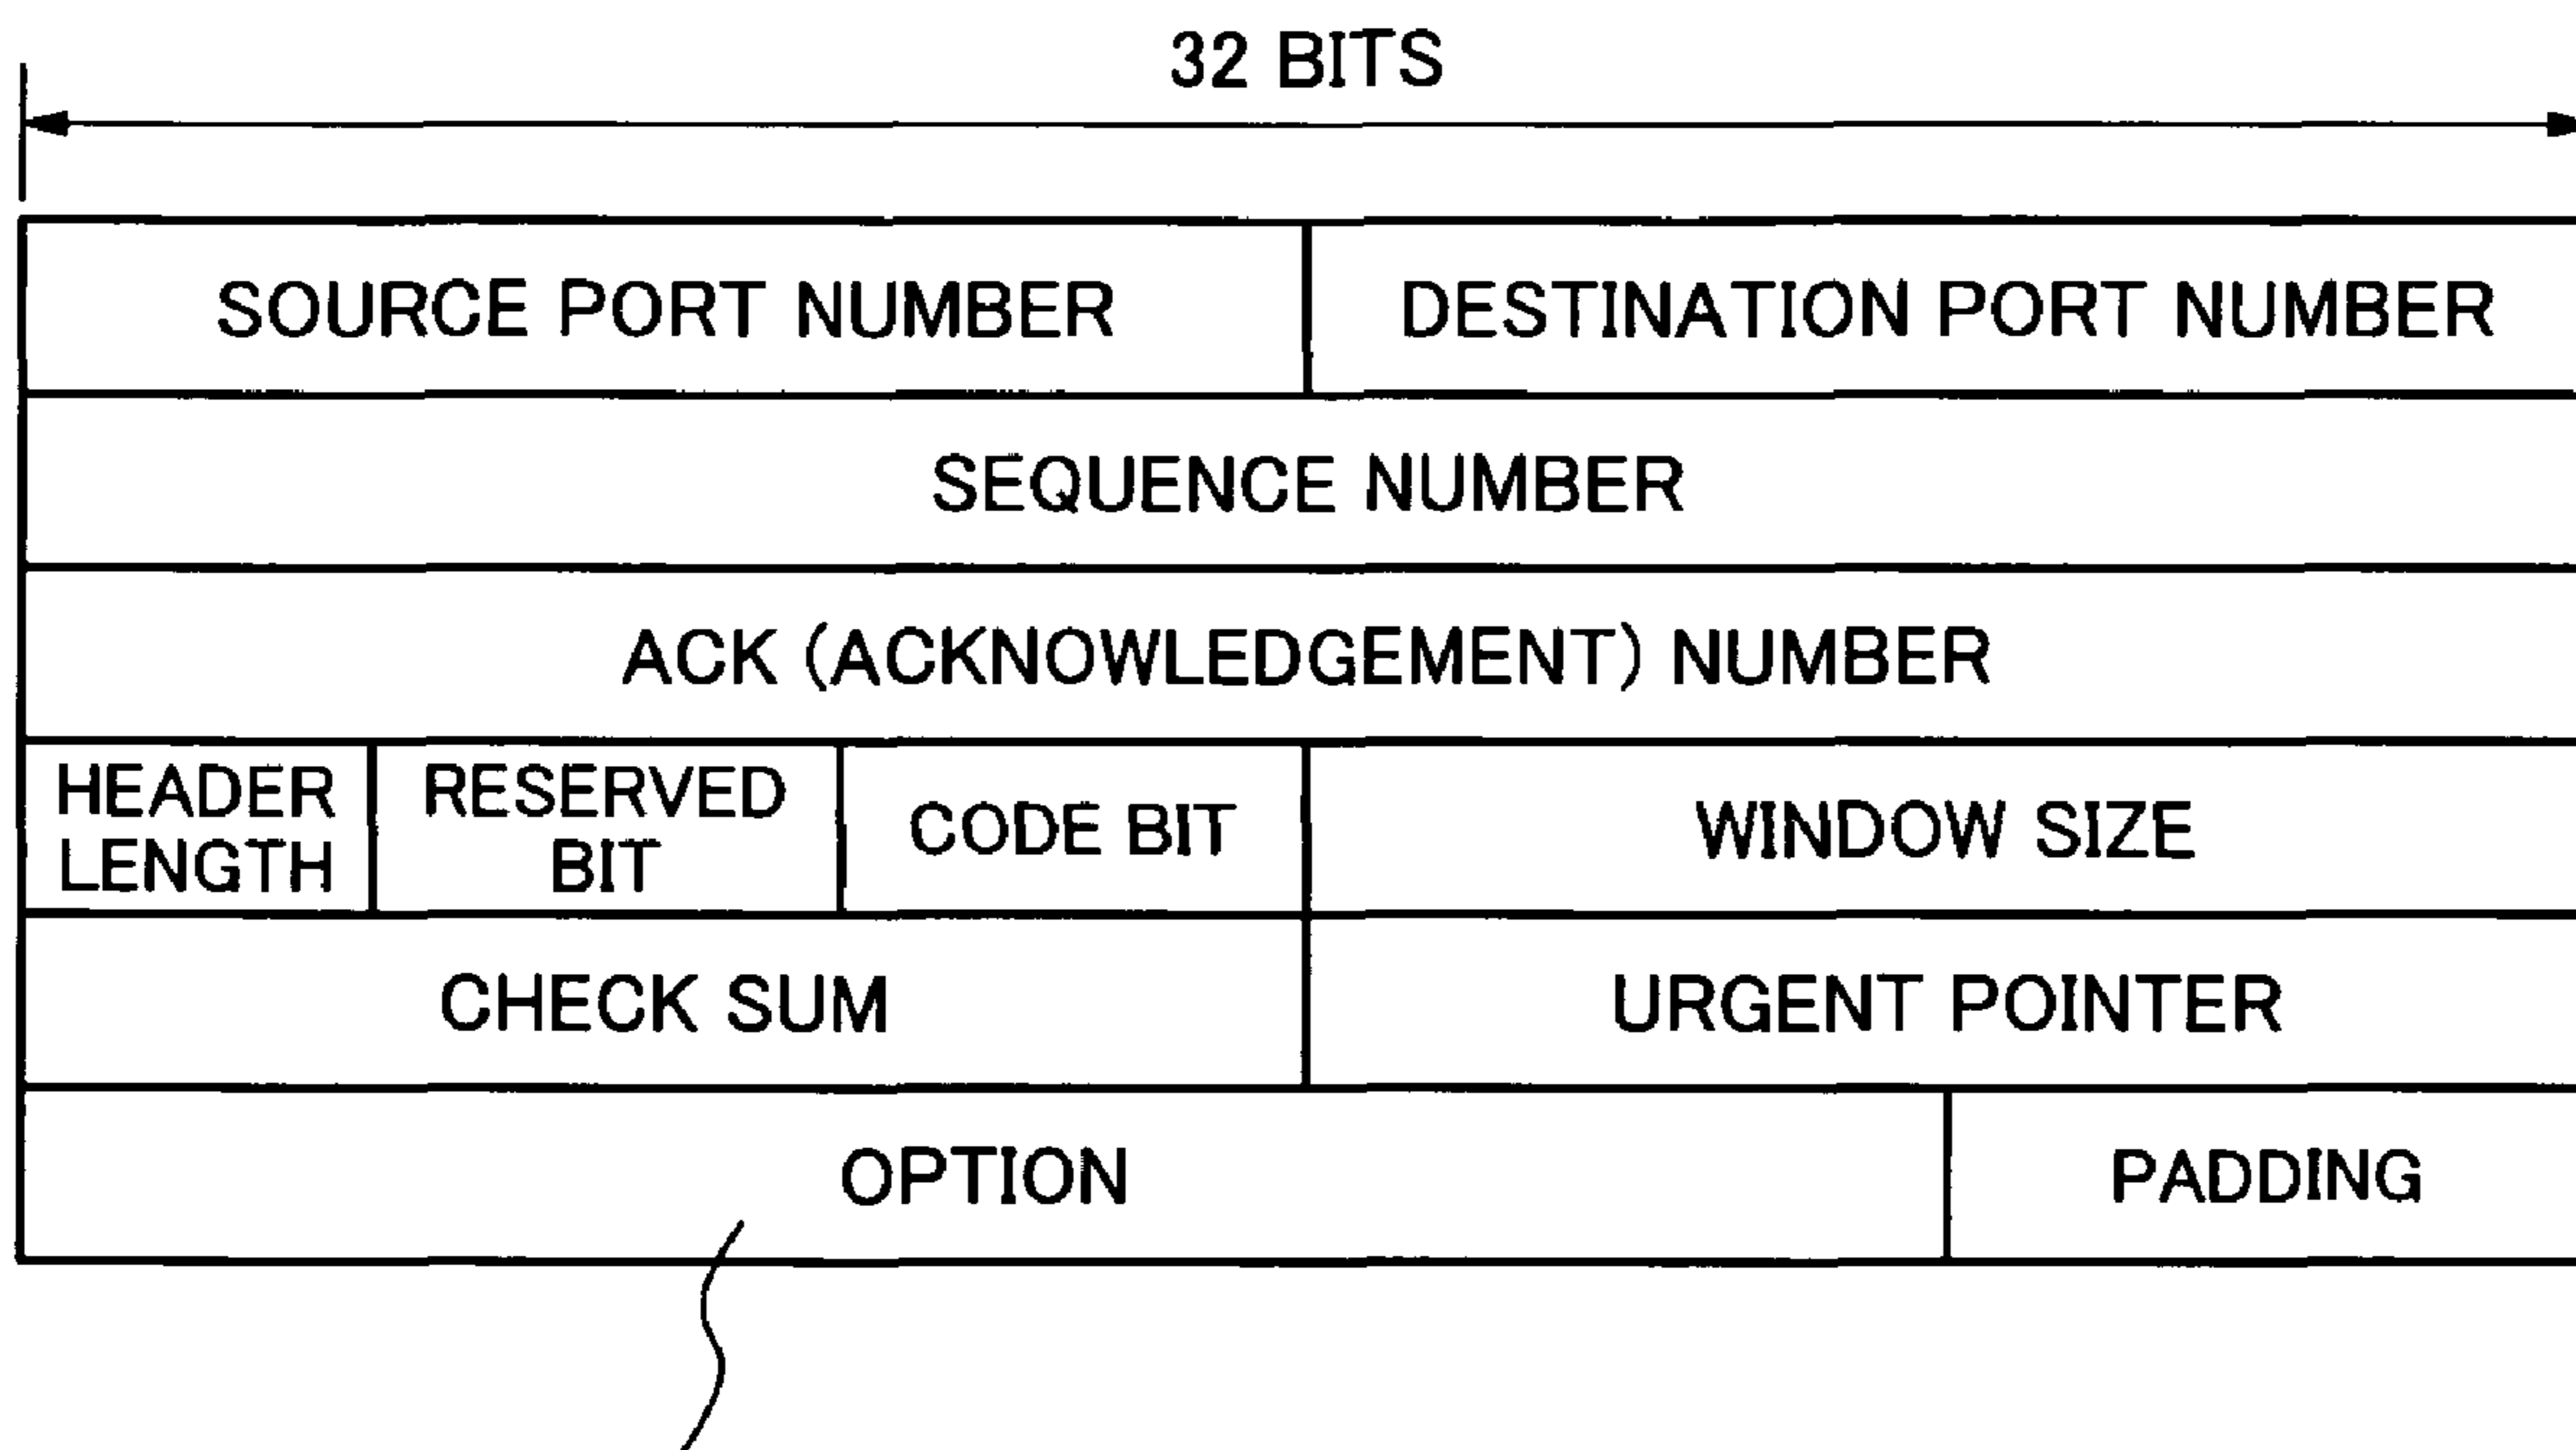 32 BITS
SOURCE PORT NUMBER
DESTINATION PORT NUMBER
SEQUENCE NUMBER
ACK (ACKNOWLEDGEMENT) NUMBER
HEADER
LENGTH
RESERVED
BIT
CODE BIT
WINDOW SIZE
CHECK SUM
URGENT POINTER
OPTION
PADDING